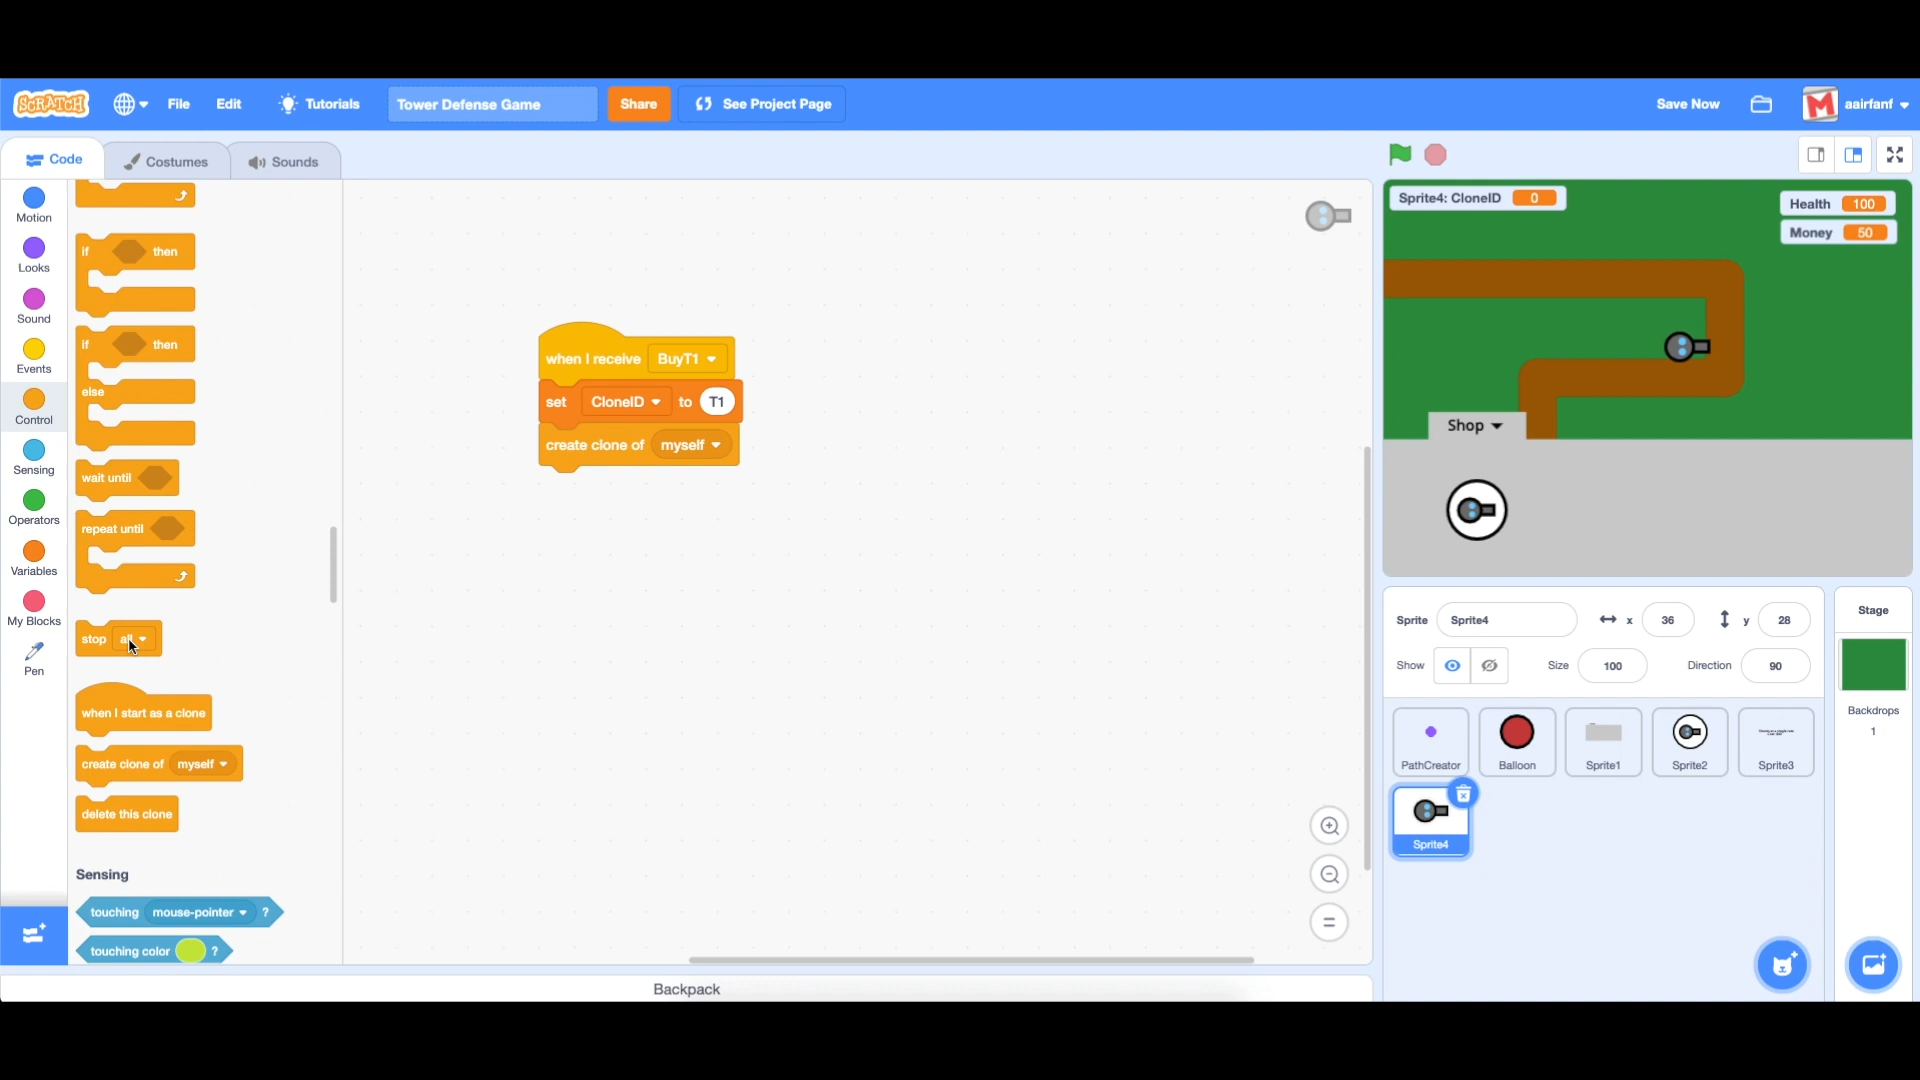 SCRATCH File Edit Tutorials Tower Defense Game Share See Project Page Save Now aairfanf
Code Costumes Sounds
Motion
Looks
Sound
Events
Control
Sensing
Operators
Variables
My Blocks
Pen
if then
if then
else
wait until
repeat until
stop all
when I start as a clone
create clone of myself
delete this clone
Sensing
touching mouse-pointer ?
touching color ?
when I receive BuyT1
set CloneID to T1
create clone of myself
Backpack
Sprite4: CloneID 0
Health 100
Money 50
Shop
Sprite Sprite4 x 36 y 28
Show Size 100 Direction 90
PathCreator Balloon Sprite1 Sprite2 Sprite3
Sprite4
Stage
Backdrops
1